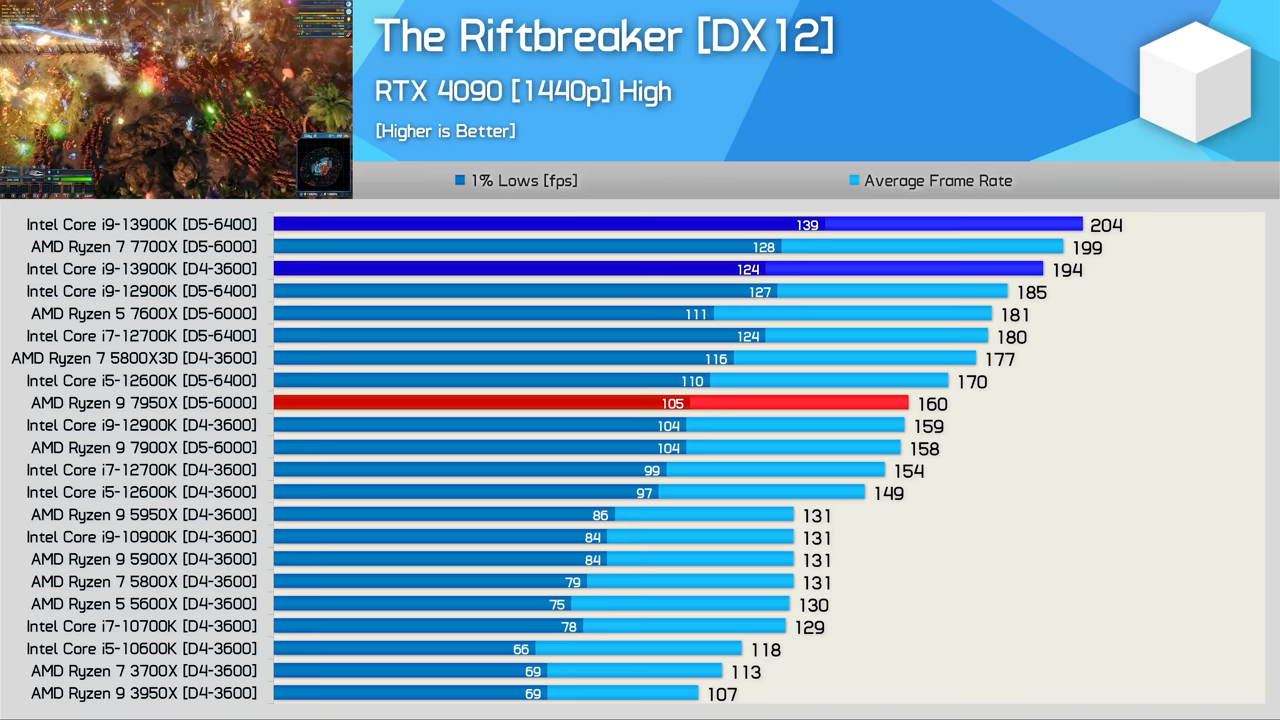 The Riftbreaker [DX12]
RTX 4090 [1440p] High
[Higher is Better]
1% Lows [fps] Average Frame Rate
Intel Core i9-13900K [D5-6400] 139 204
AMD Ryzen 7 7700X [D5-6000] 128 199
Intel Core i9-13900K [D4-3600] 124 194
Intel Core i9-12900K [D5-6400] 127 185
AMD Ryzen 5 7600X [D5-6000] 111 181
Intel Core i7-12700K [D5-6400] 124 180
AMD Ryzen 7 5800X3D [D4-3600] 116 177
Intel Core i5-12600K [D5-6400] 110 170
AMD Ryzen 9 7950X [D5-6000] 105 160
Intel Core i9-12900K [D4-3600] 104 159
AMD Ryzen 9 7900X [D5-6000] 104 158
Intel Core i7-12700K [D4-3600] 99 154
Intel Core i5-12600K [D4-3600] 97 149
AMD Ryzen 9 5950X [D4-3600] 86 131
Intel Core i9-10900K [D4-3600] 84 131
AMD Ryzen 9 5900X [D4-3600] 84 131
AMD Ryzen 7 5800X [D4-3600] 79 131
AMD Ryzen 5 5600X [D4-3600] 75 130
Intel Core i7-10700K [D4-3600] 78 129
Intel Core i5-10600K [D4-3600] 66 118
AMD Ryzen 7 3700X [D4-3600] 69 113
AMD Ryzen 9 3950X [D4-3600] 69 107